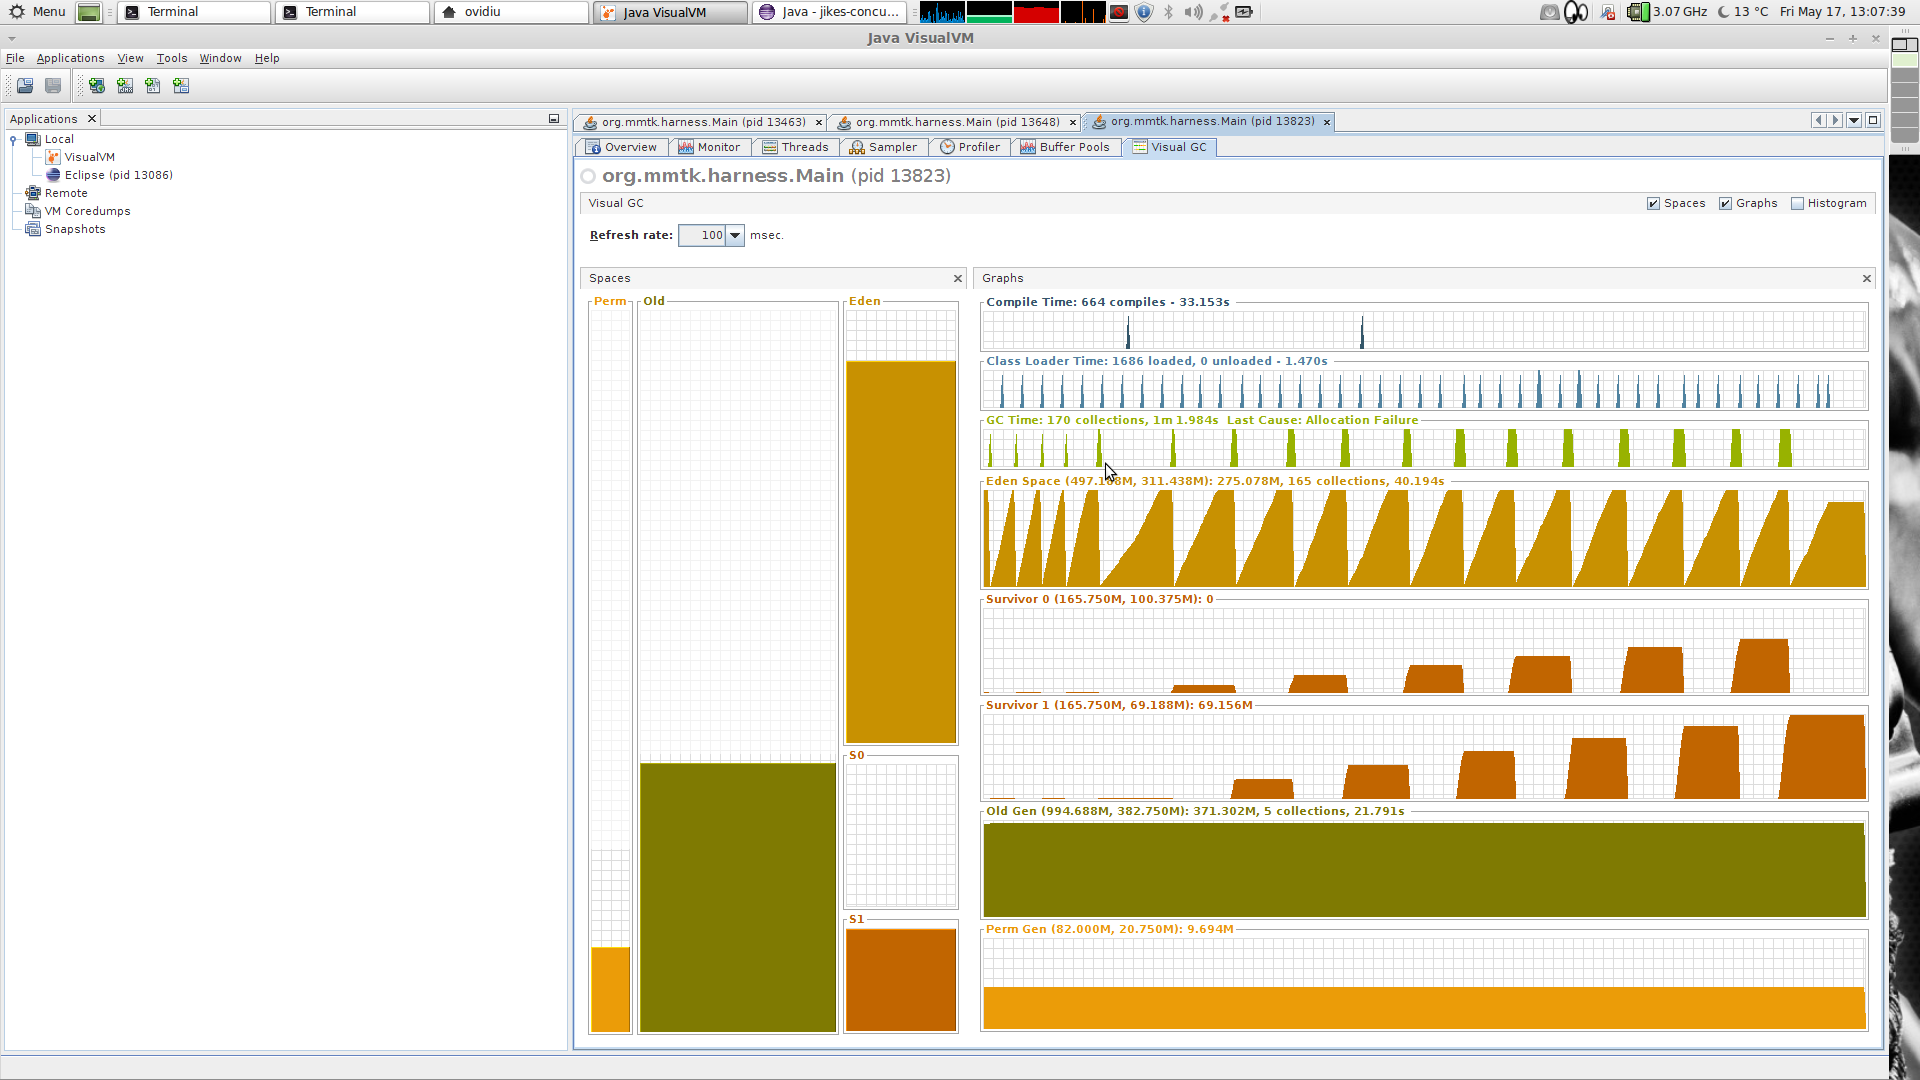 Menu Terminal Terminal ovidiu Java VisualVM Java - jikes-concu... 3.07 GHz 13 °C Fri May 17, 13:07:39
Java VisualVM
File Applications View Tools Window Help
Applications
Local
VisualVM
Eclipse (pid 13086)
Remote
VM Coredumps
Snapshots
org.mmtk.harness.Main (pid 13463) org.mmtk.harness.Main (pid 13648) org.mmtk.harness.Main (pid 13823)
Overview Monitor Threads Sampler Profiler Buffer Pools Visual GC
org.mmtk.harness.Main (pid 13823)
Visual GC Spaces Graphs Histogram
Refresh rate: 100 msec.
Spaces
Perm Old Eden
S0
S1
Graphs
Compile Time: 664 compiles - 33.153s
Class Loader Time: 1686 loaded, 0 unloaded - 1.470s
GC Time: 170 collections, 1m 1.984s Last Cause: Allocation Failure
Eden Space (497.188M, 311.438M): 275.078M, 165 collections, 40.194s
Survivor 0 (165.750M, 100.375M): 0
Survivor 1 (165.750M, 69.188M): 69.156M
Old Gen (994.688M, 382.750M): 371.302M, 5 collections, 21.791s
Perm Gen (82.000M, 20.750M): 9.694M